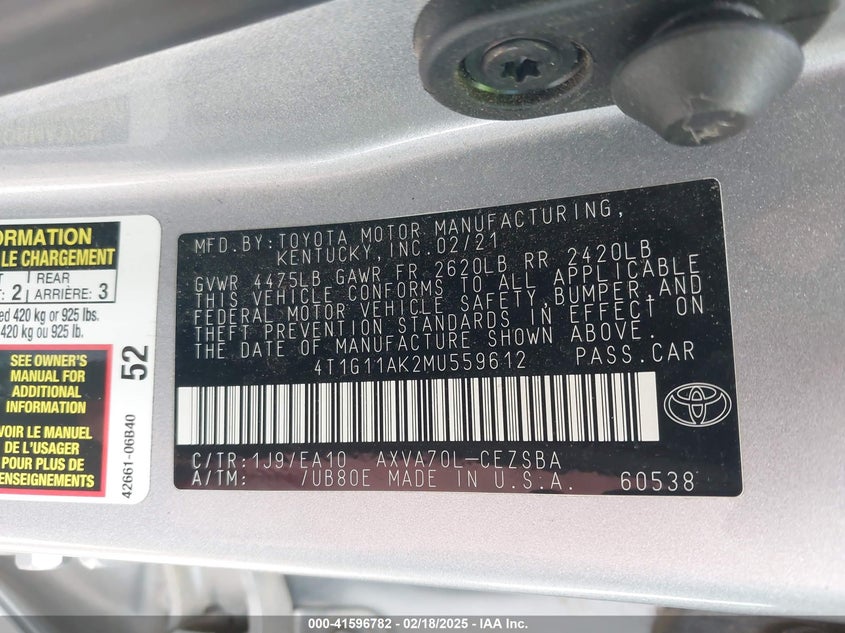 ORMATION
LE CHARGEMENT
REAR
2 ARRIÈRE: 3
ed 420 kg or 925 lbs.
420 kg ou 925 lb.
SEE OWNER'S
MANUAL FOR
ADDITIONAL
INFORMATION
VOIR LE MANUEL
DE L'USAGER
POUR PLUS DE
RENSEIGNEMENTS
52
42661-06B40
MFD.BY:TOYOTA MOTOR MANUFACTURING,
KENTUCKY,INC.02/21
GVWR 4475LB GAWR FR 2620LB RR 2420LB
THIS VEHICLE CONFORMS TO ALL APPLICABLE
FEDERAL MOTOR VEHICLE SAFETY,BUMPER,AND
THEFT PREVENTION STANDARDS IN EFFECT ON
THE DATE OF MANUFACTURE SHOWN ABOVE.
4T1G11AK2MU559612 PASS.CAR
C/TR:1J9/EA10 AXVA70L-CEZSBA
A/TM: /UB80E MADE IN U.S.A. 60538
000-41596782 - 02/18/2025 - IAA Inc.